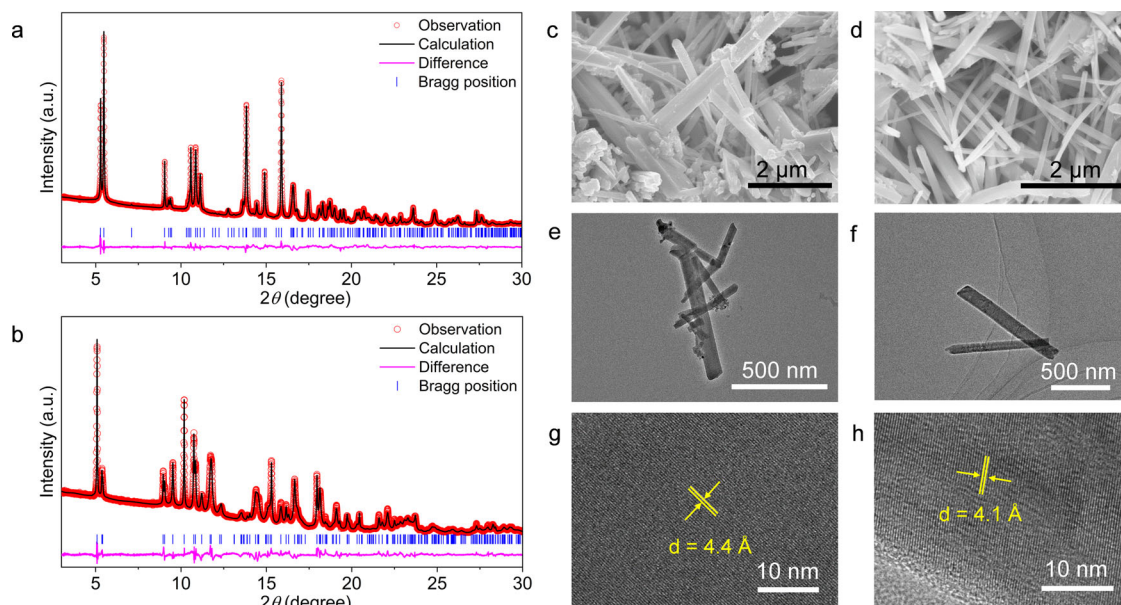 a
Observation
Calculation
Difference
Bragg position
Intensity (a.u.)
5 10 15 20 25 30
2θ (degree)
b
Observation
Calculation
Difference
Bragg position
Intensity (a.u.)
5 10 15 20 25 30
2θ (degree)
c
2 µm
d
2 µm
e
500 nm
f
500 nm
g
d = 4.4 Å
10 nm
h
d = 4.1 Å
10 nm